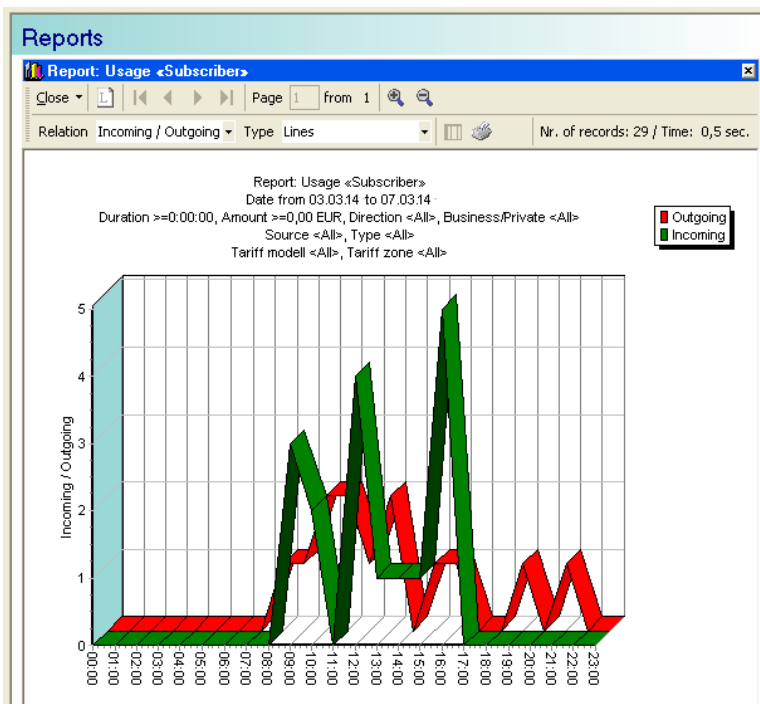 Reports
Report: Usage «Subscriber»
Close Page 1 from 1
Relation Incoming / Outgoing Type Lines Nr. of records: 29 / Time: 0,5 sec.
Report: Usage «Subscriber»
Date from 03.03.14 to 07.03.14
Duration >=0:00:00, Amount >=0,00 EUR, Direction <All>, Business/Private <All>
Source <All>, Type <All>
Tariff modell <All>, Tariff zone <All>
Outgoing
Incoming
Incoming / Outgoing
5
4
3
2
1
0
00:00
01:00
02:00
03:00
04:00
05:00
06:00
07:00
08:00
09:00
10:00
11:00
12:00
13:00
14:00
15:00
16:00
17:00
18:00
19:00
20:00
21:00
22:00
23:00